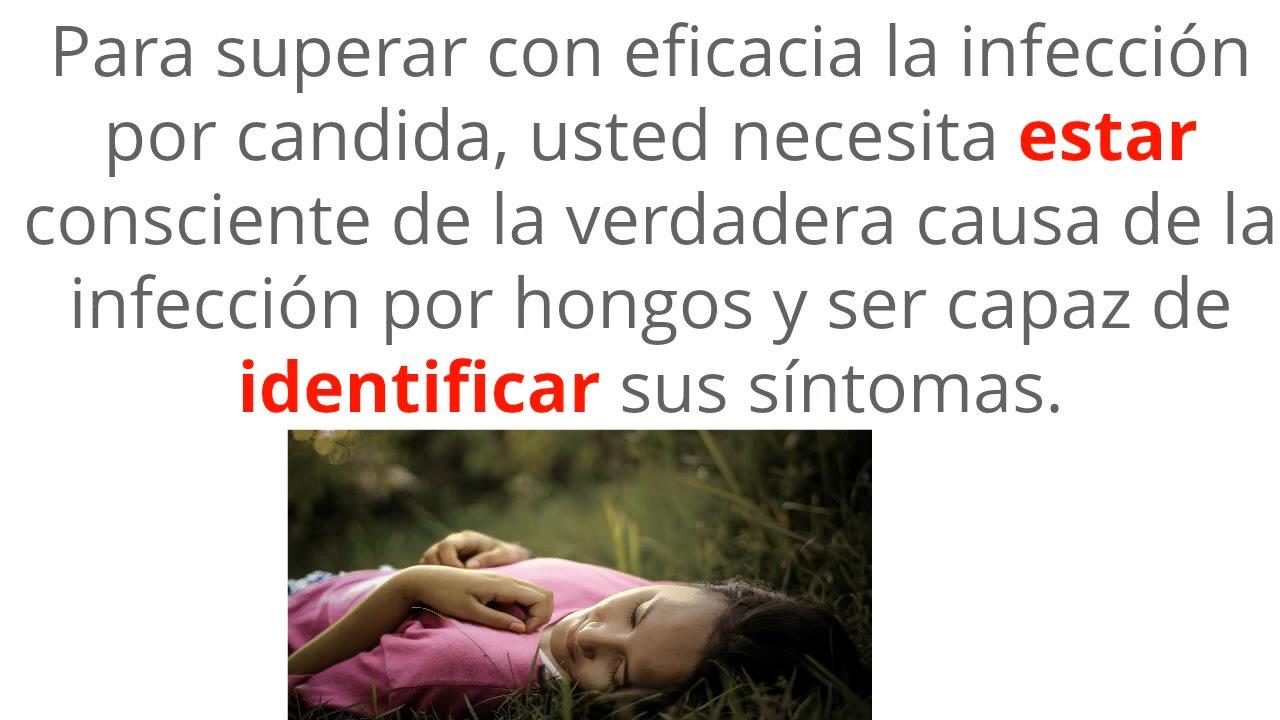 Para superar con eficacia la infección
por candida, usted necesita estar
consciente de la verdadera causa de la
infección por hongos y ser capaz de
identificar sus síntomas.